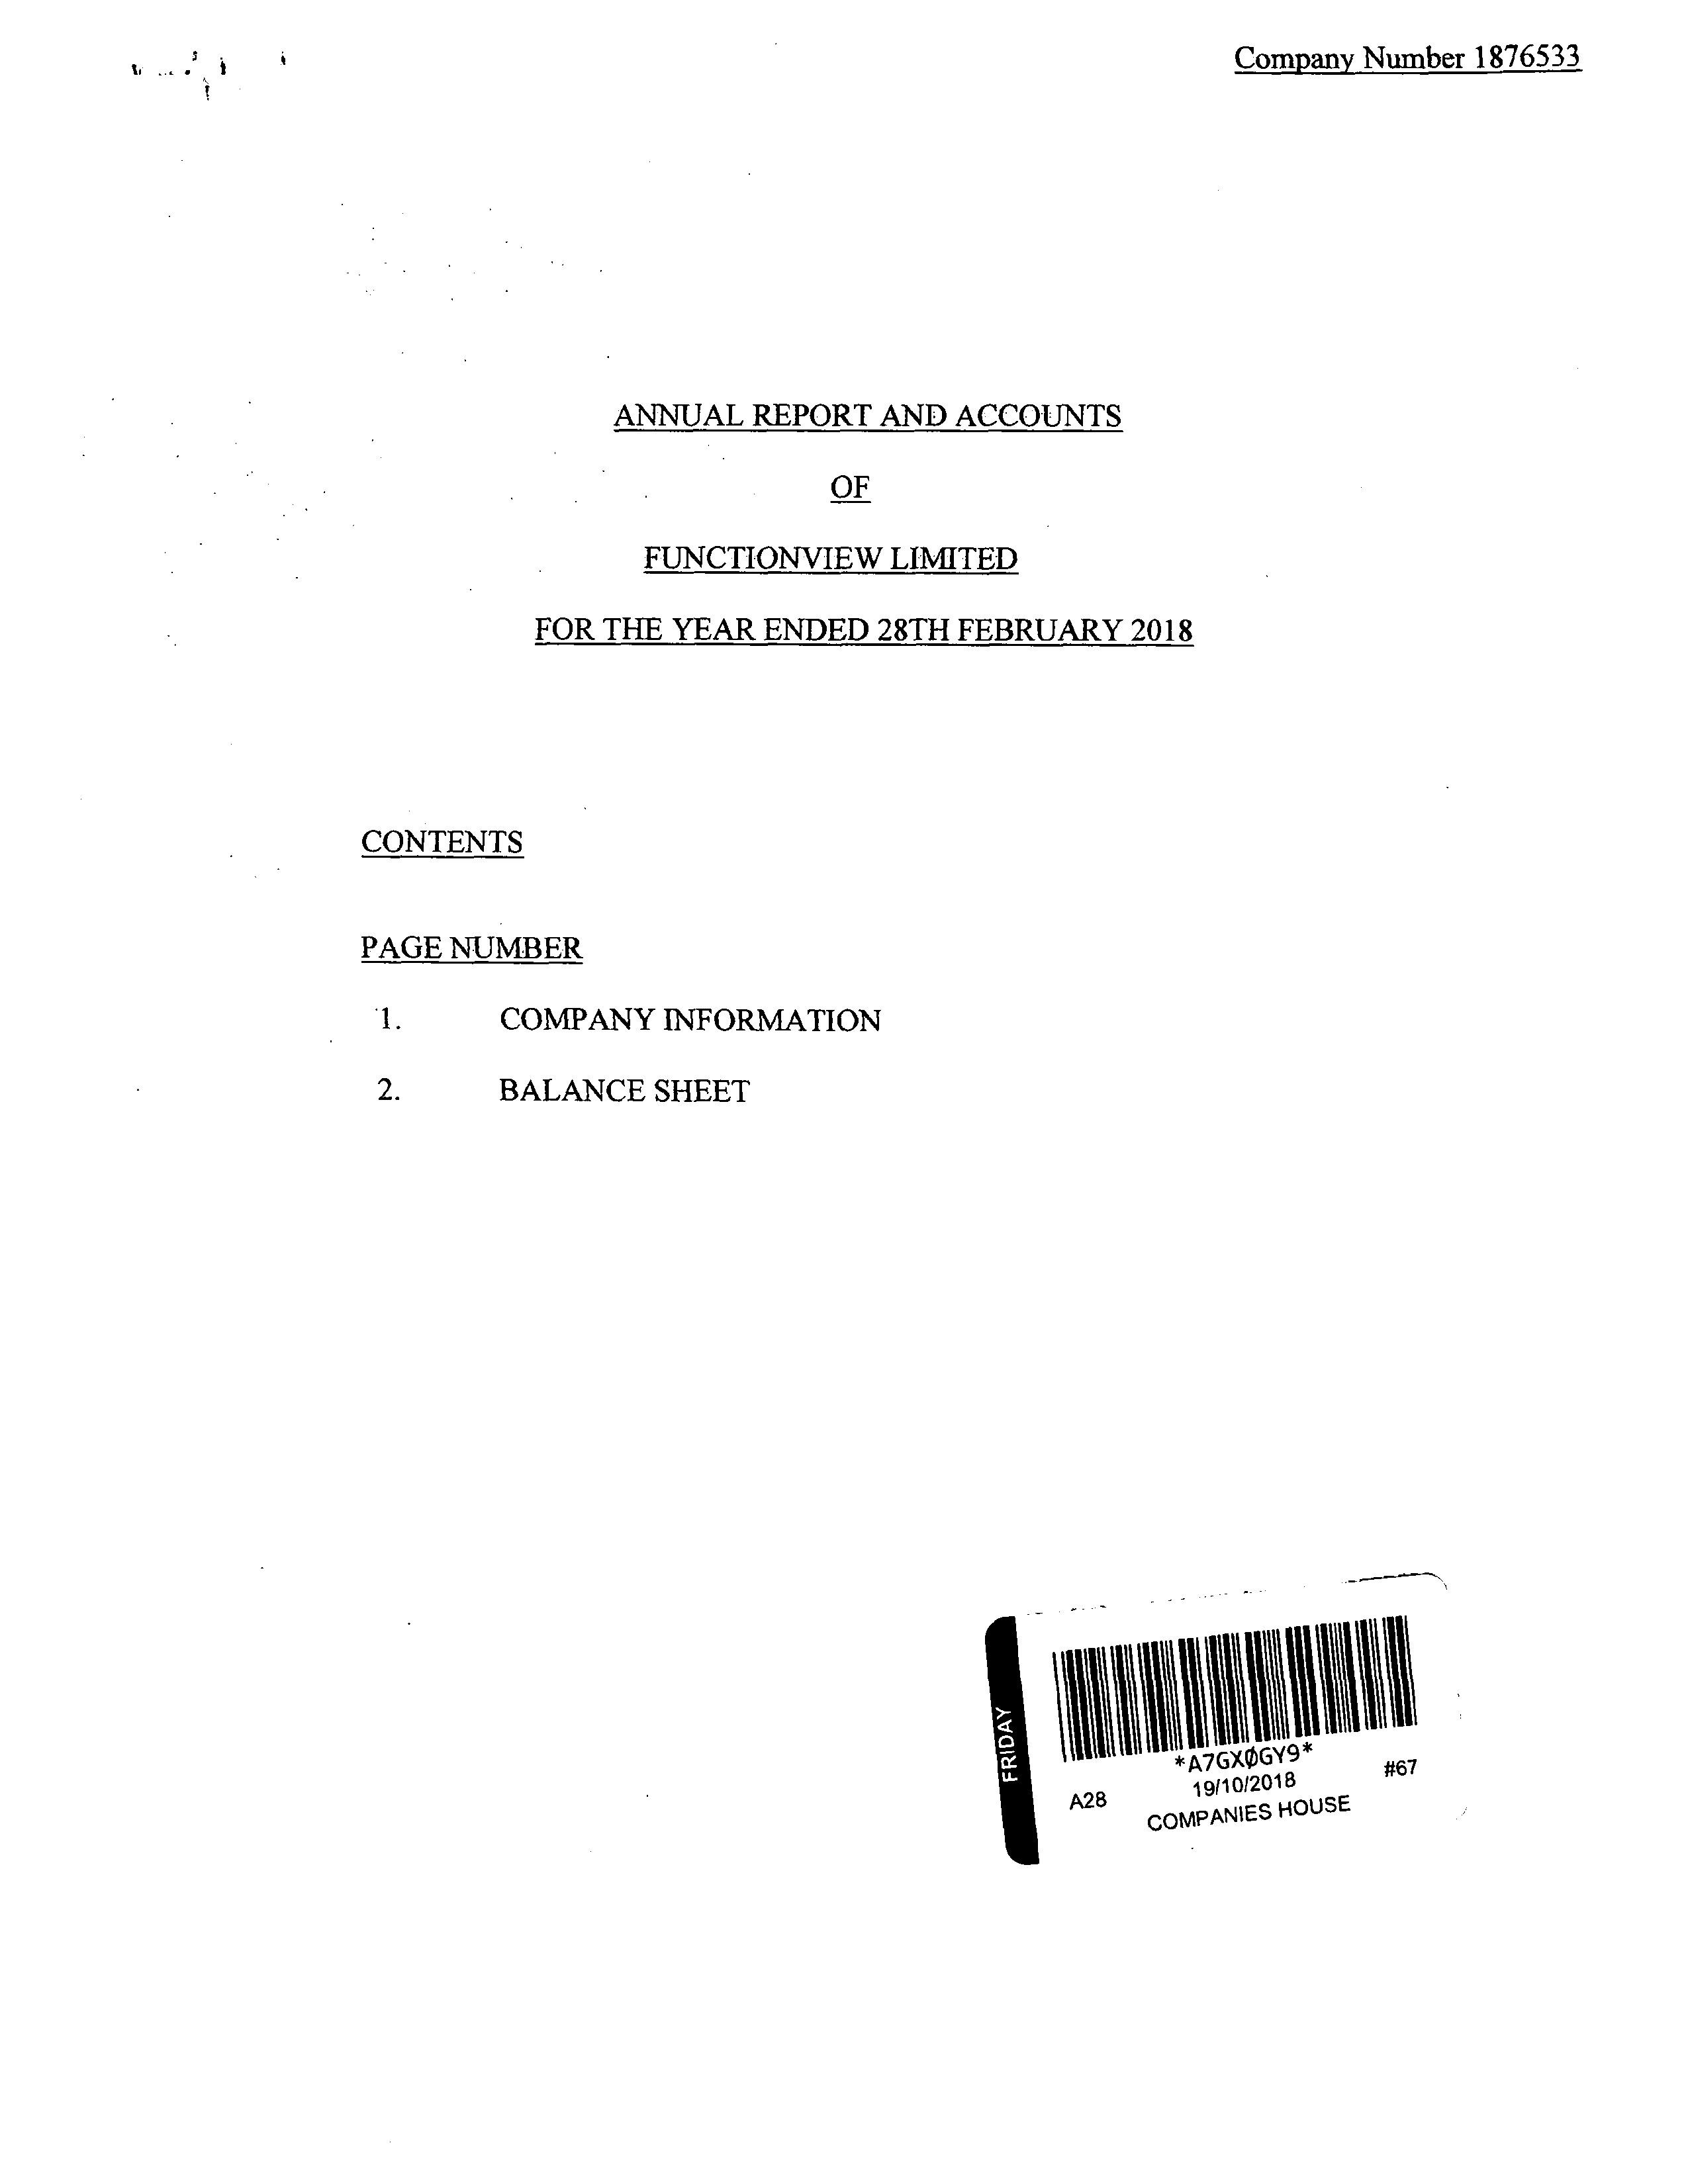 Company Number 1876533
ANNUAL REPORT AND ACCOUNTS
OF
FUNCTIONVIEW LIMITED
FOR THE YEAR ENDED 28TH FEBRUARY 2018
CONTENTS
PAGE NUMBER
1. COMPANY INFORMATION
2. BALANCE SHEET
FRIDAY
*A7GX0GY9*
A28 19/10/2018 #67
COMPANIES HOUSE